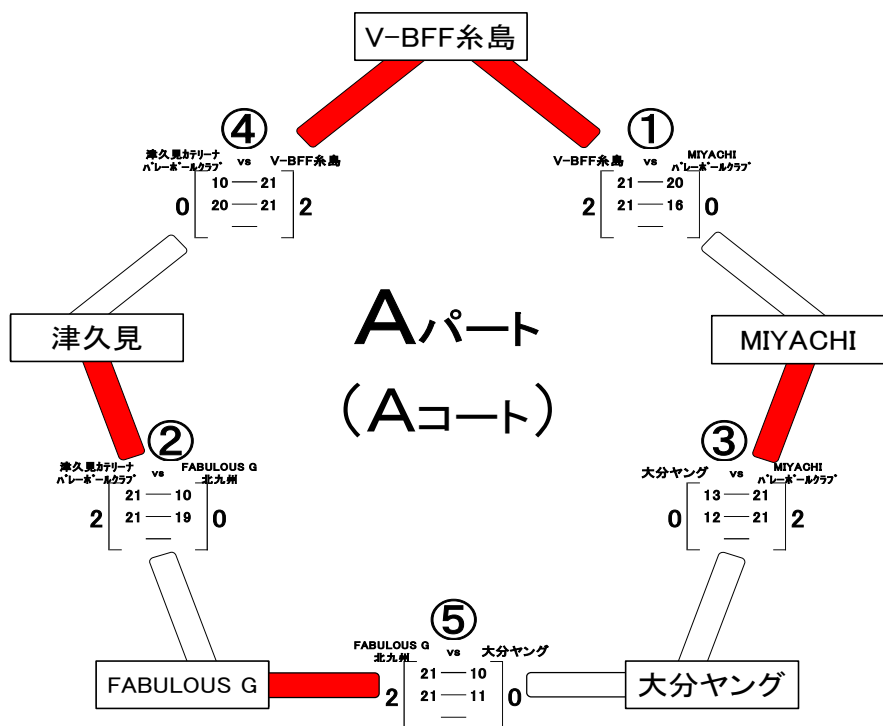 V-BFF糸島
④
津久見ｶﾃﾘｰﾅ
ﾊﾞﾚｰﾎﾞｰﾙｸﾗﾌﾞ
vs
V-BFF糸島
0
10 — 21
20 — 21
—
2
①
V-BFF糸島
vs
MIYACHI
ﾊﾞﾚｰﾎﾞｰﾙｸﾗﾌﾞ
2
21 — 20
21 — 16
—
0
津久見
Aパート
(Aコート)
MIYACHI
②
津久見ｶﾃﾘｰﾅ
ﾊﾞﾚｰﾎﾞｰﾙｸﾗﾌﾞ
vs
FABULOUS G
北九州
2
21 — 10
21 — 19
—
0
③
大分ヤング
vs
MIYACHI
ﾊﾞﾚｰﾎﾞｰﾙｸﾗﾌﾞ
0
13 — 21
12 — 21
—
2
⑤
FABULOUS G
北九州
vs
大分ヤング
2
21 — 10
21 — 11
—
0
FABULOUS G
大分ヤング